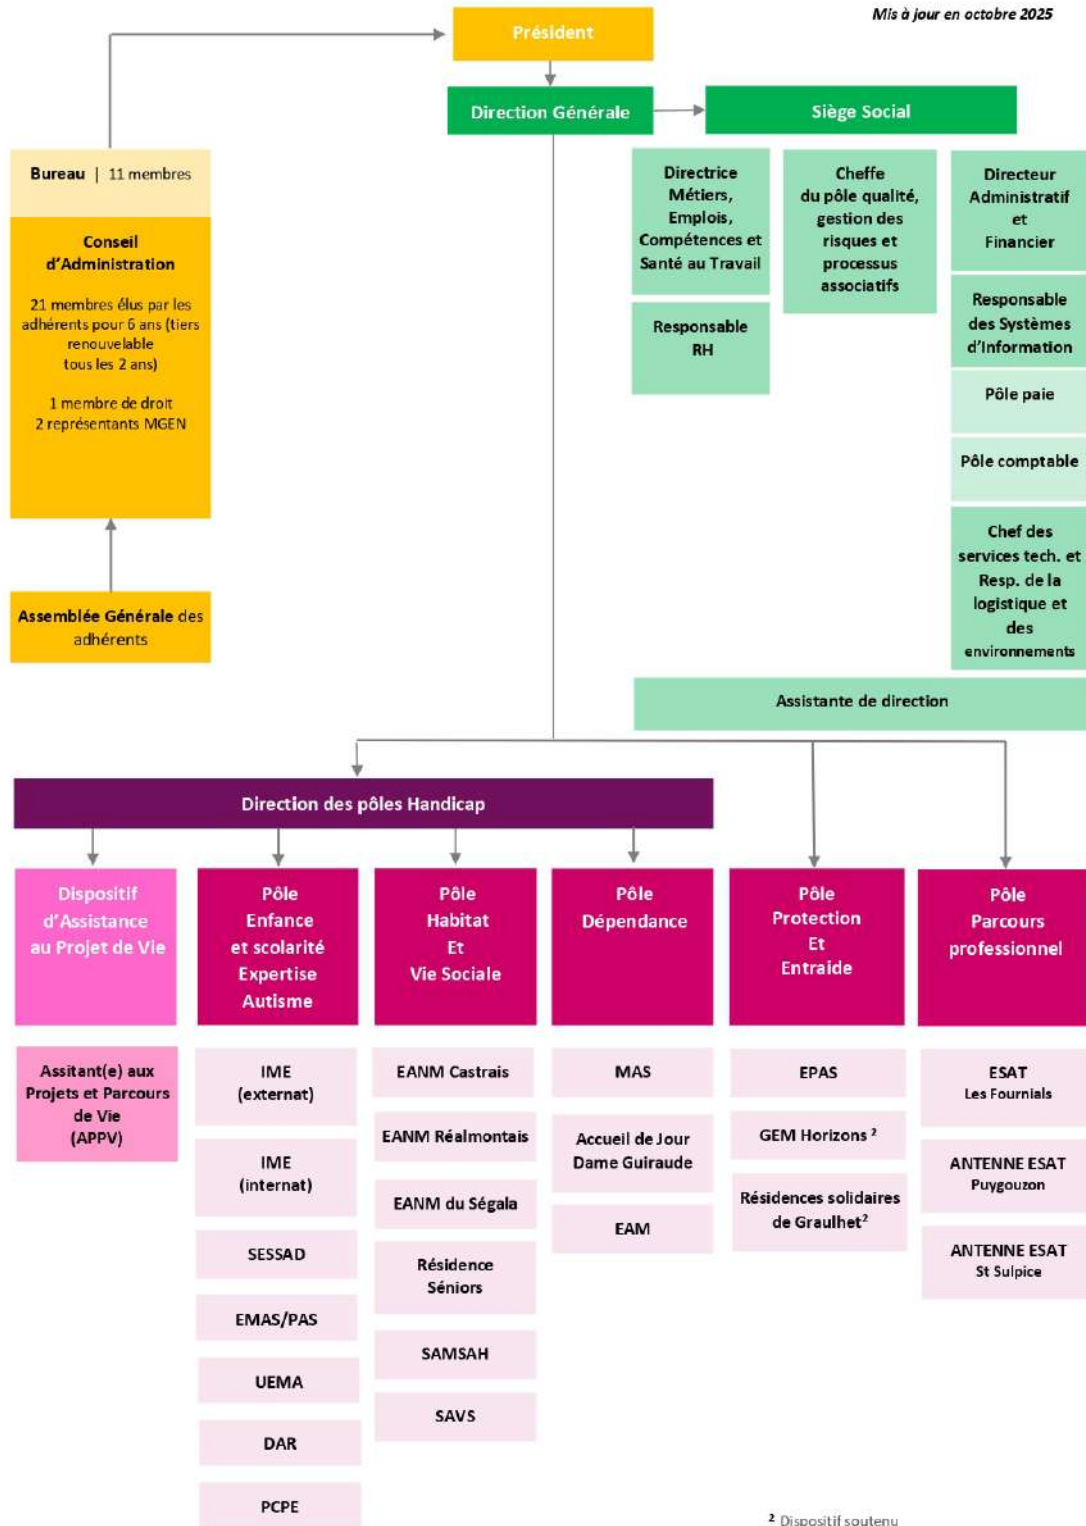 Mis à jour en octobre 2025
Président
Direction Générale
Siège Social
Bureau | 11 membres
Conseil
d'Administration
21 membres élus par les
adhérents pour 6 ans (tiers
renouvelable
tous les 2 ans)
1 membre de droit
2 représentants MGEN
Assemblée Générale des
adhérents
Directrice
Métiers,
Emplois,
Compétences et
Santé au Travail
Responsable
RH
Cheffe
du pôle qualité,
gestion des
risques et
processus
associatifs
Directeur
Administratif
et
Financier
Responsable
des Systèmes
d'Information
Pôle paie
Pôle comptable
Chef des
services tech. et
Resp. de la
logistique et
des
environnements
Assistante de direction
Direction des pôles Handicap
Dispositif
d'Assistance
au Projet de Vie
Assitant(e) aux
Projets et Parcours
de Vie
(APPV)
Pôle
Enfance
et scolarité
Expertise
Autisme
IME
(externat)
IME
(internat)
SESSAD
EMAS/PAS
UEMA
DAR
PCPE
Pôle
Habitat
Et
Vie Sociale
EANM Castrais
EANM Réalmontais
EANM du Ségala
Résidence
Séniors
SAMSAH
SAVS
Pôle
Dépendance
MAS
Accueil de Jour
Dame Guiraude
EAM
Pôle
Protection
Et
Entraide
EPAS
GEM Horizons ²
Résidences solidaires
de Graulhet²
Pôle
Parcours
professionnel
ESAT
Les Fournials
ANTENNE ESAT
Puygouzon
ANTENNE ESAT
St Sulpice
² Dispositif soutenu